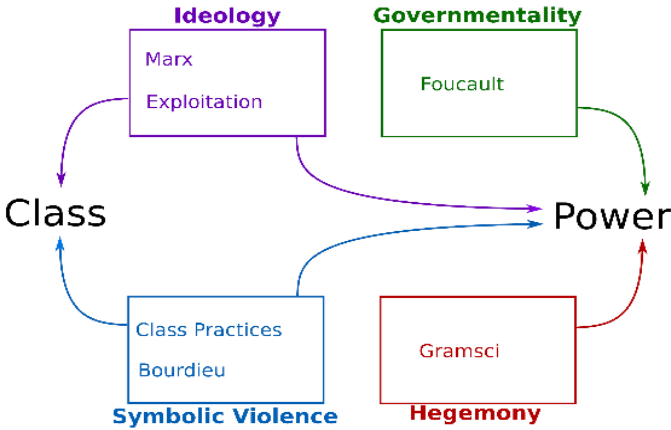 Ideology
Governmentality
Marx
Exploitation
Foucault
Class
Power
Class Practices
Bourdieu
Gramsci
Symbolic Violence
Hegemony